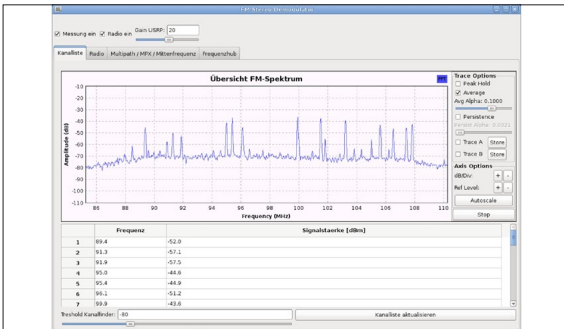 FM Stereo Demodulator
Messung ein Radio ein Gain USRP: 20
Kanalliste Radio Multipath / MPX / Mittenfrequenz Frequenzhub
Übersicht FM-Spektrum
FFT
Trace Options
Peak Hold
Average
Avg Alpha: 0.1000
Persistence
Trace A Store
Trace B Store
Axis Options
dB/Div: + -
Ref Level: + -
Autoscale
Stop
Amplitude (dB)
-10
-20
-30
-40
-50
-60
-70
-80
-90
-100
-110
86 88 90 92 94 96 98 100 102 104 106 108 110
Frequency (MHz)
Frequenz Signalstaerke [dBm]
1 89.4 -52.0
2 91.3 -57.1
3 91.9 -57.5
4 95.0 -44.6
5 95.4 -44.9
6 96.1 -51.2
7 99.9 -43.6
Treshold Kanalfinder: -80 Kanalliste aktualisieren